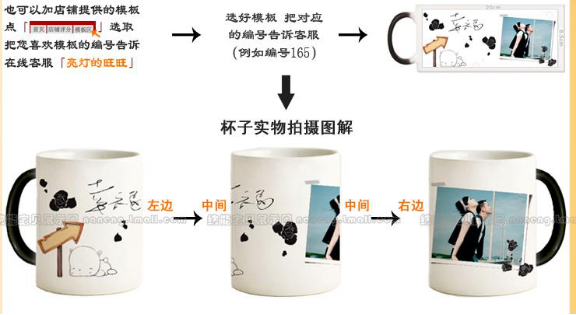 也可以加店铺提供的模板
点「首页 店铺评分 模板区」选取
把您喜欢模板的编号告诉
在线客服「亮灯的旺旺」
选好模板 把对应
的编号告诉客服
(例如编号165)
杯子实物拍摄图解
左边
中间
中间
右边